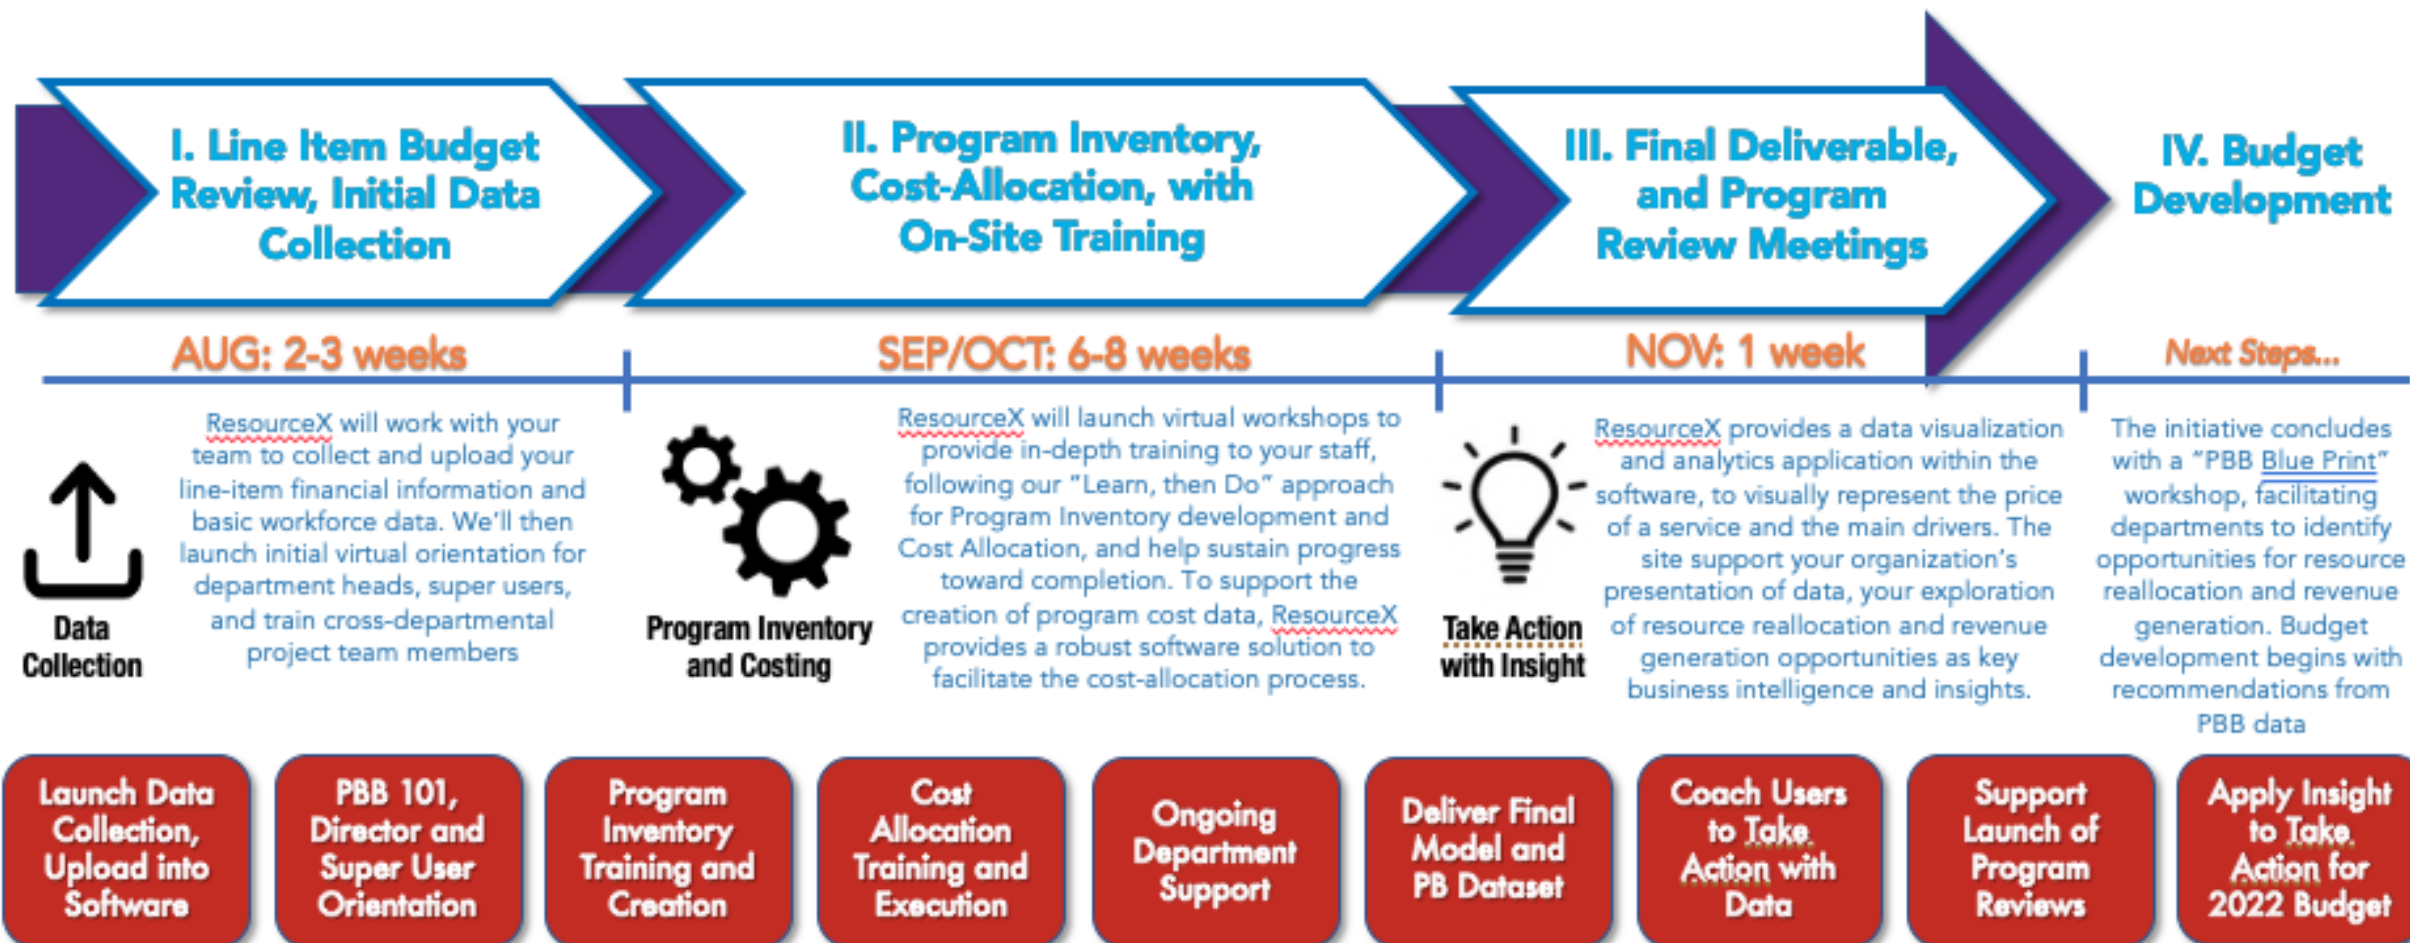 I. Line Item Budget
Review, Initial Data
Collection
II. Program Inventory,
Cost-Allocation, with
On-Site Training
III. Final Deliverable,
and Program
Review Meetings
IV. Budget
Development
AUG: 2-3 weeks
SEP/OCT: 6-8 weeks
NOV: 1 week
Next Steps...
Data
Collection
ResourceX will work with your
team to collect and upload your
line-item financial information and
basic workforce data. We'll then
launch initial virtual orientation for
department heads, super users,
and train cross-departmental
project team members
Program Inventory
and Costing
ResourceX will launch virtual workshops to
provide in-depth training to your staff,
following our "Learn, then Do" approach
for Program Inventory development and
Cost Allocation, and help sustain progress
toward completion. To support the
creation of program cost data, ResourceX
provides a robust software solution to
facilitate the cost-allocation process.
Take Action
with Insight
ResourceX provides a data visualization
and analytics application within the
software, to visually represent the price
of a service and the main drivers. The
site support your organization's
presentation of data, your exploration
of resource reallocation and revenue
generation opportunities as key
business intelligence and insights.
The initiative concludes
with a "PBB Blue Print"
workshop, facilitating
departments to identify
opportunities for resource
reallocation and revenue
generation. Budget
development begins with
recommendations from
PBB data
Launch Data
Collection,
Upload into
Software
PBB 101,
Director and
Super User
Orientation
Program
Inventory
Training and
Creation
Cost
Allocation
Training and
Execution
Ongoing
Department
Support
Deliver Final
Model and
PB Dataset
Coach Users
to Take
Action with
Data
Support
Launch of
Program
Reviews
Apply Insight
to Take
Action for
2022 Budget